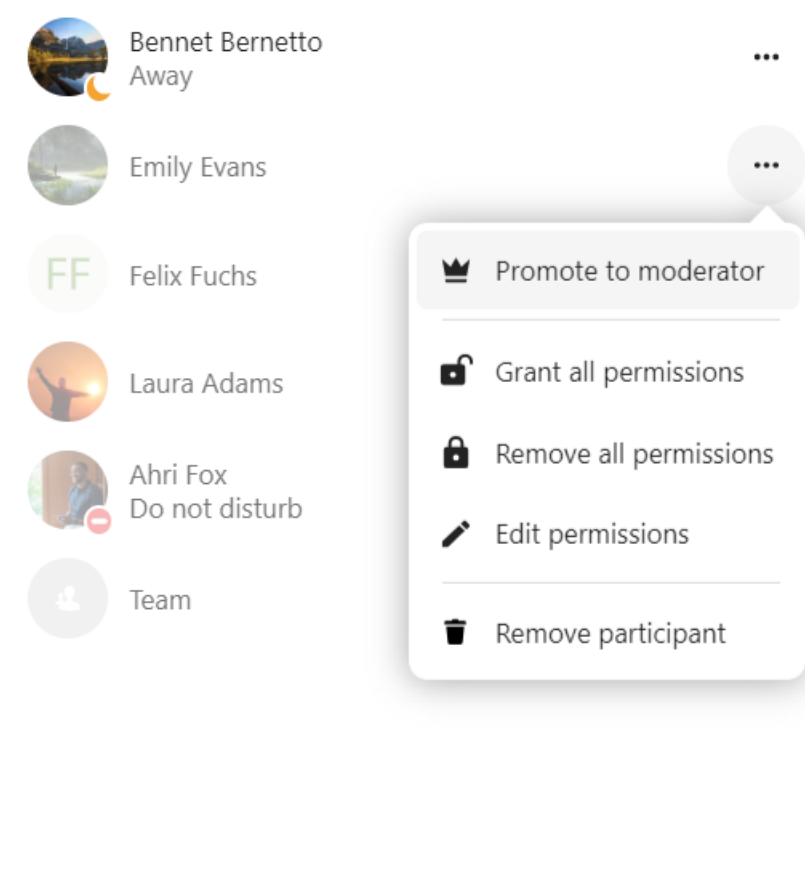 Bennet Bernetto
Away
Emily Evans
Promote to moderator
FF
Felix Fuchs
Grant all permissions
Laura Adams
Remove all permissions
Ahri Fox
Do not disturb
Edit permissions
Team
Remove participant